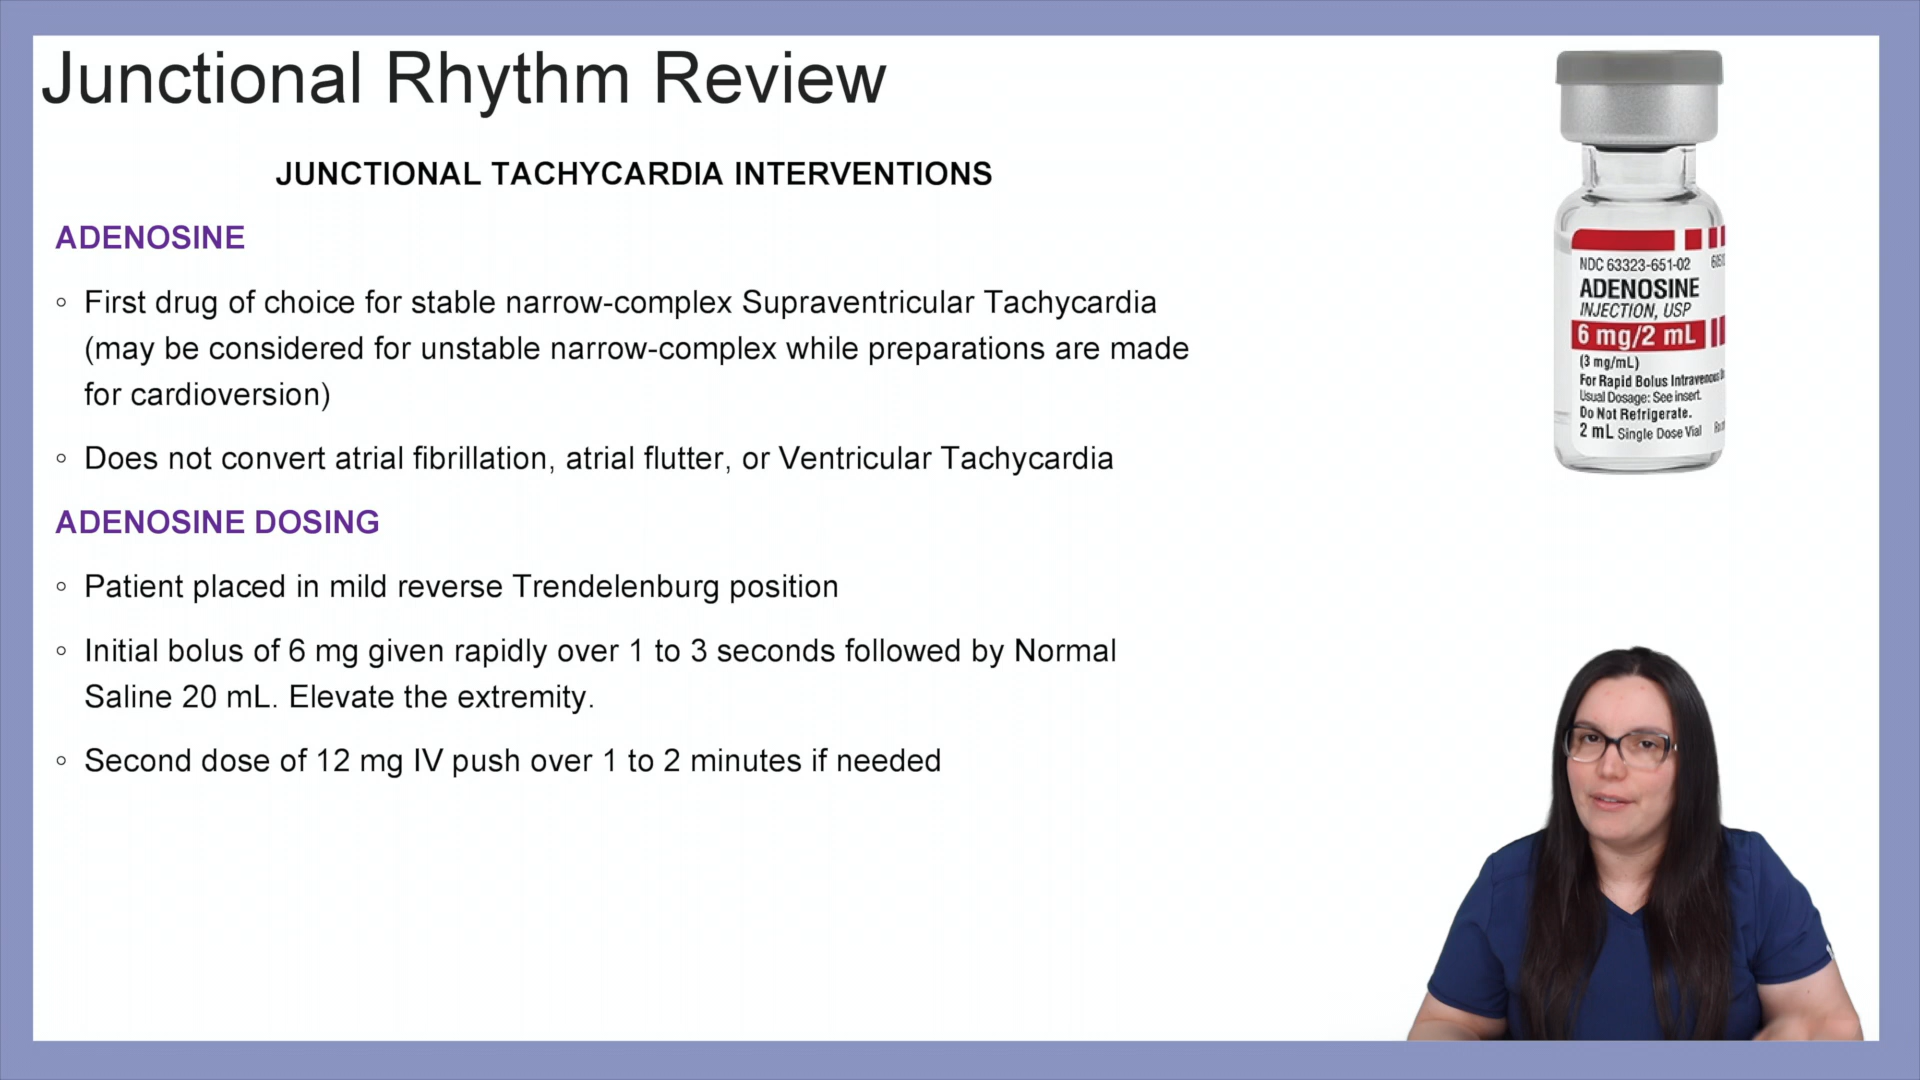 Junctional Rhythm Review
JUNCTIONAL TACHYCARDIA INTERVENTIONS
ADENOSINE
◦ First drug of choice for stable narrow-complex Supraventricular Tachycardia
(may be considered for unstable narrow-complex while preparations are made
for cardioversion)
◦ Does not convert atrial fibrillation, atrial flutter, or Ventricular Tachycardia
ADENOSINE DOSING
◦ Patient placed in mild reverse Trendelenburg position
◦ Initial bolus of 6 mg given rapidly over 1 to 3 seconds followed by Normal
Saline 20 mL. Elevate the extremity.
◦ Second dose of 12 mg IV push over 1 to 2 minutes if needed
NDC 63323-651-02
ADENOSINE
INJECTION, USP
6 mg/2 mL
(3 mg/mL)
For Rapid Bolus Intravenous
Usual Dosage: See insert.
Do Not Refrigerate.
2 mL Single Dose Vial